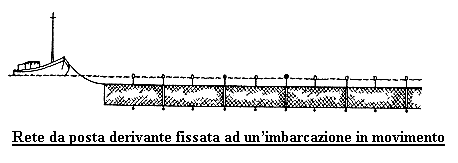 Rete da posta derivante fissata ad un'imbarcazione in movimento